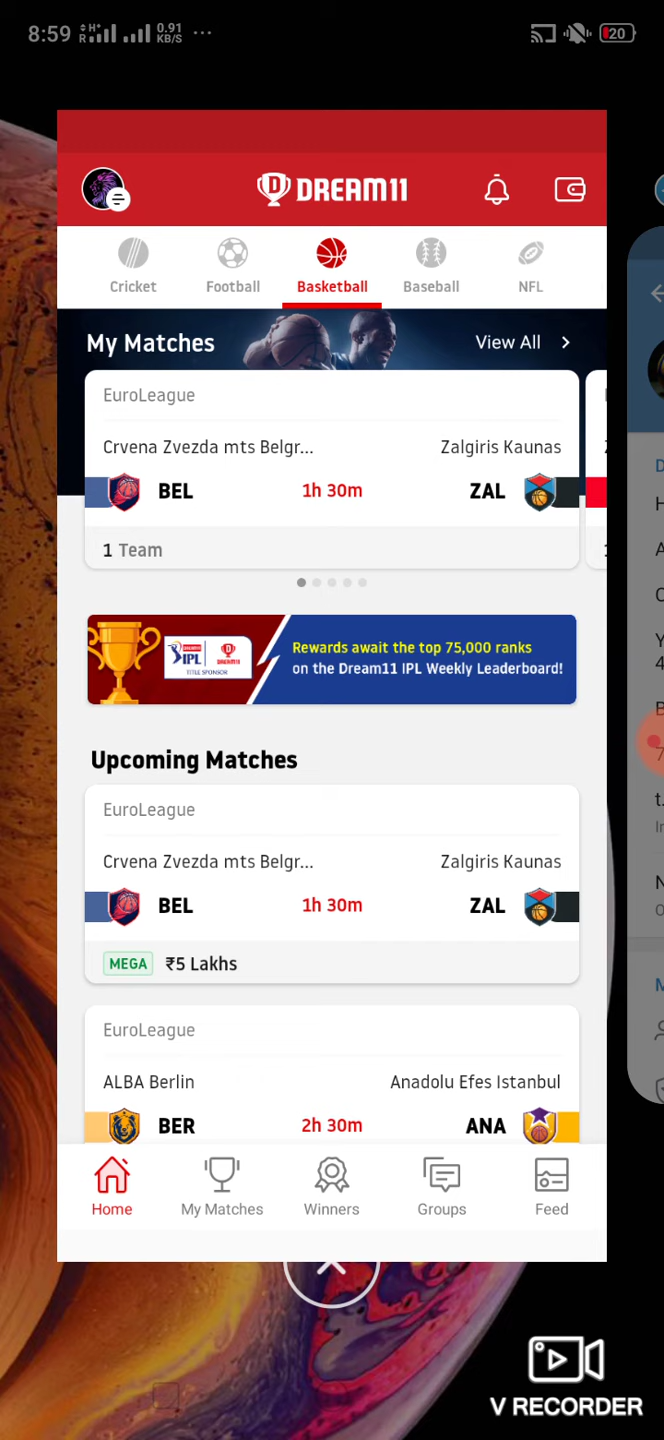 8:59 H+ R 0.91 KB/S ... 20
DREAM11
Cricket Football Basketball Baseball NFL
My Matches View All
EuroLeague
Crvena Zvezda mts Belgr... Zalgiris Kaunas
BEL 1h 30m ZAL
1 Team
IPL DREAM11
TITLE SPONSOR
Rewards await the top 75,000 ranks
on the Dream11 IPL Weekly Leaderboard!
Upcoming Matches
EuroLeague
Crvena Zvezda mts Belgr... Zalgiris Kaunas
BEL 1h 30m ZAL
MEGA ₹5 Lakhs
EuroLeague
ALBA Berlin Anadolu Efes Istanbul
BER 2h 30m ANA
Home My Matches Winners Groups Feed
V RECORDER